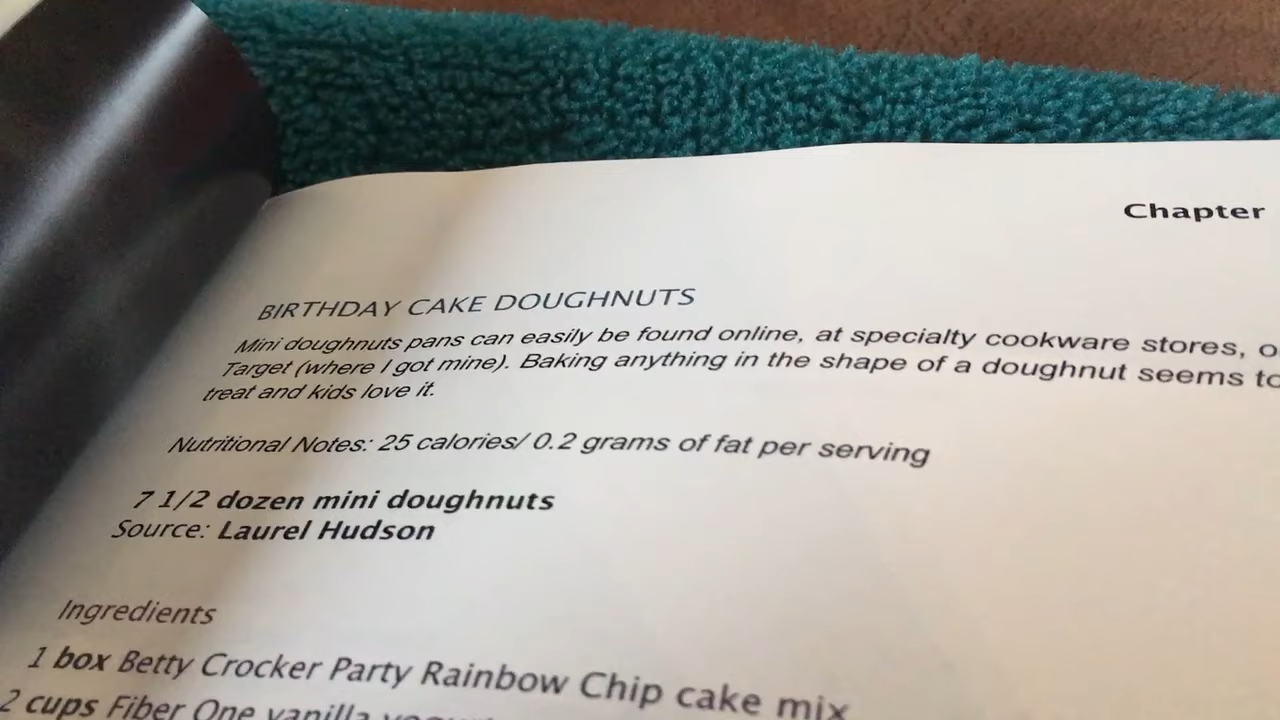 Chapter
BIRTHDAY CAKE DOUGHNUTS
Mini doughnuts pans can easily be found online, at specialty cookware stores,
Target (where I got mine). Baking anything in the shape of a doughnut seems to
treat and kids love it.
Nutritional Notes: 25 calories/ 0.2 grams of fat per serving
7 1/2 dozen mini doughnuts
Source: Laurel Hudson
Ingredients
1 box Betty Crocker Party Rainbow Chip cake mix
2 cups Fiber One vanilla